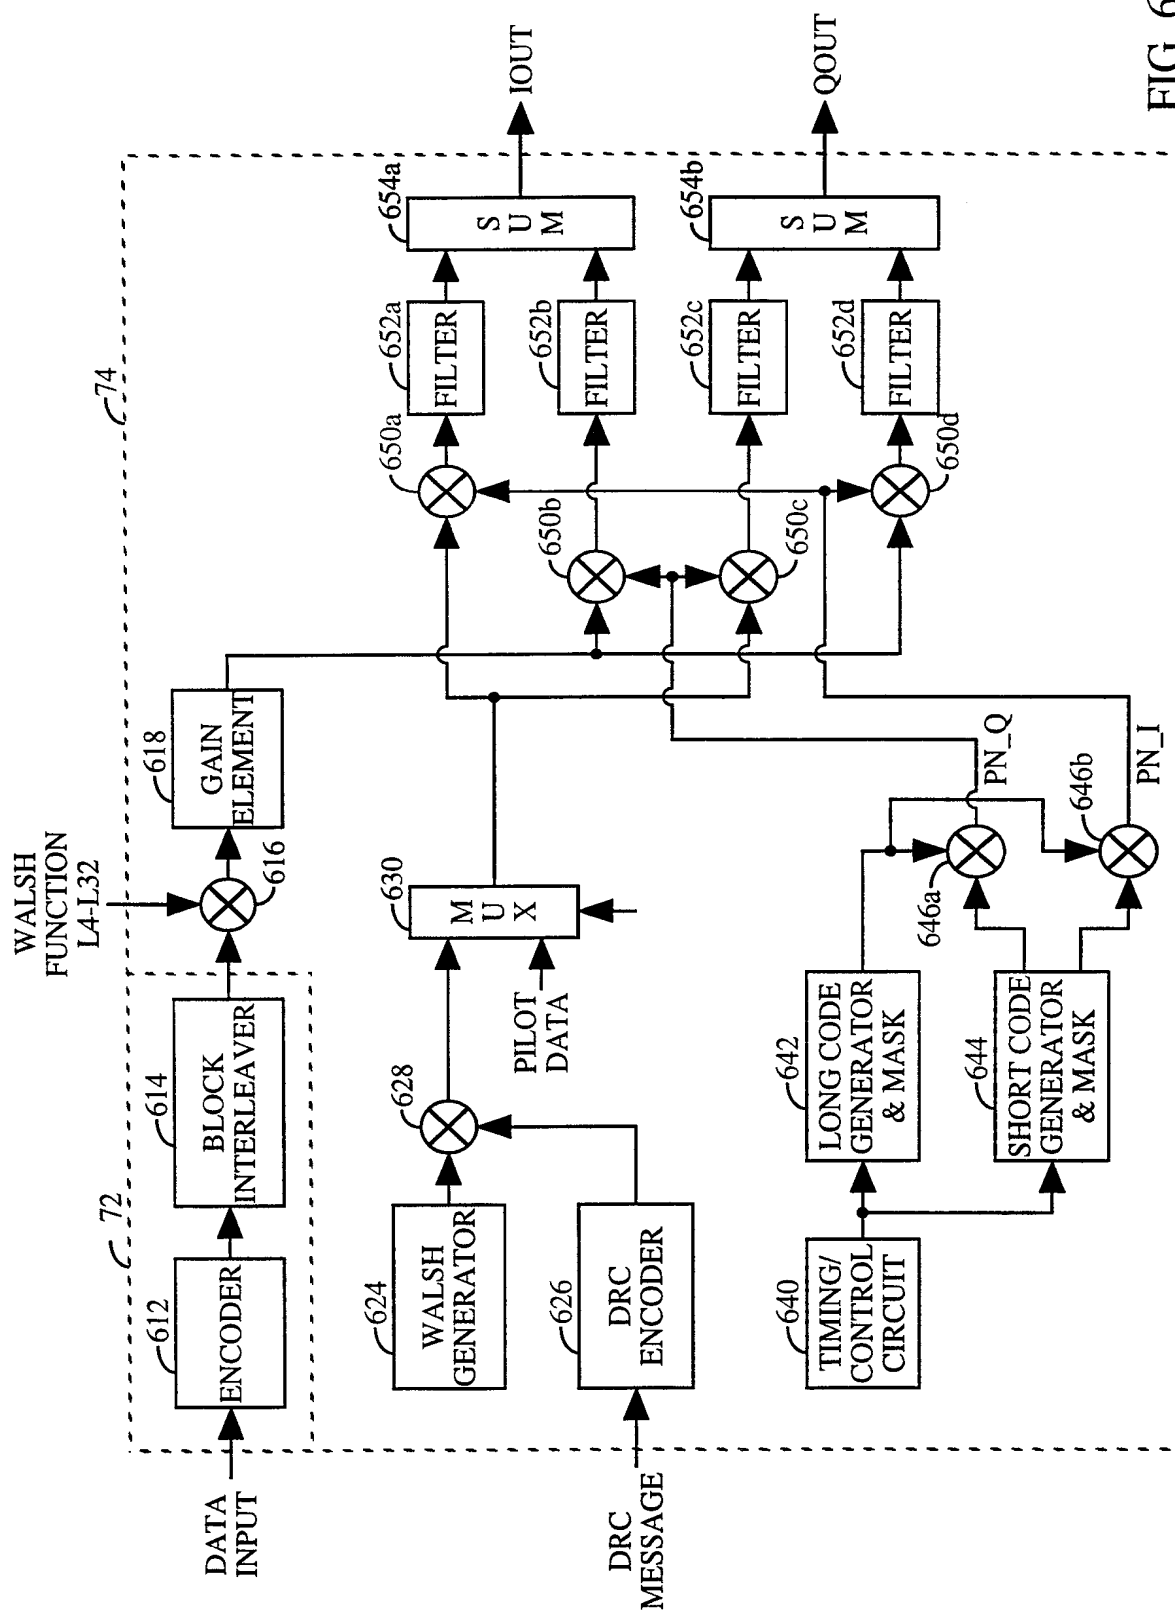 WALSH
FUNCTION
L4-L32
72
74
612
614
616
618
DATA
INPUT
ENCODER
BLOCK
INTERLEAVER
GAIN
ELEMENT
624
WALSH
GENERATOR
628
630
M
U
X
PILOT
DATA
626
DRC
ENCODER
DRC
MESSAGE
640
TIMING/
CONTROL
CIRCUIT
642
LONG CODE
GENERATOR
& MASK
644
SHORT CODE
GENERATOR
& MASK
646a
646b
PN_Q
PN_I
650a
650b
650c
650d
652a
FILTER
652b
FILTER
652c
FILTER
652d
FILTER
654a
S
U
M
IOUT
654b
S
U
M
QOUT
FIG. 6